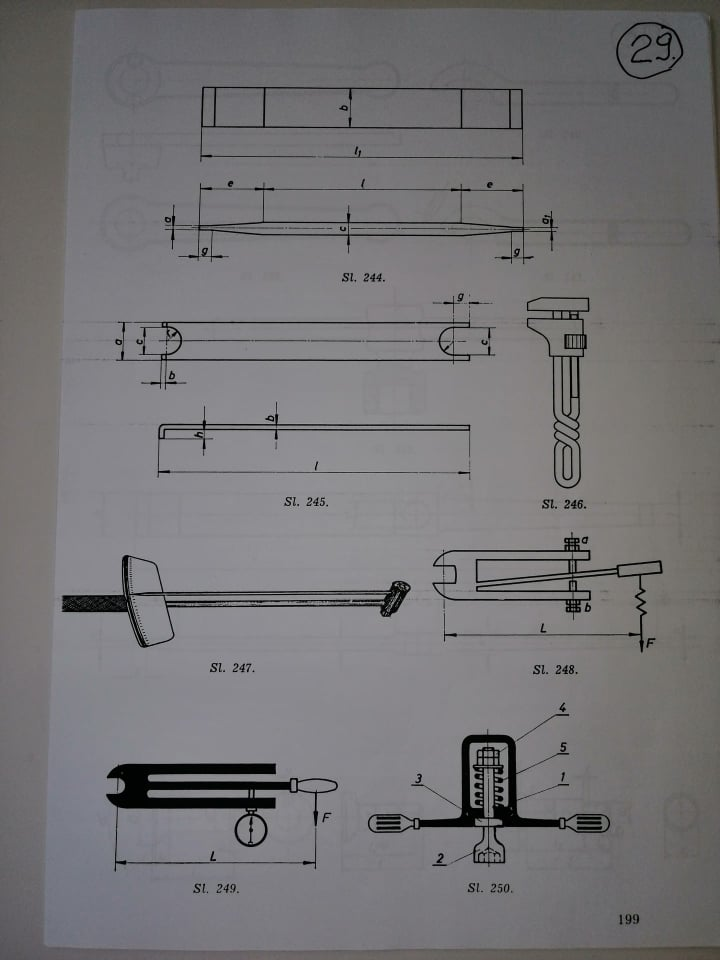 29.
b
l₁
e l e
a c a₁
g g
Sl. 244.
g
a c c
b
b
h
l
Sl. 245.
Sl. 246.
a
b
L
F
Sl. 247.
Sl. 248.
4
5
3 1
2
F
L
Sl. 249.
Sl. 250.
199